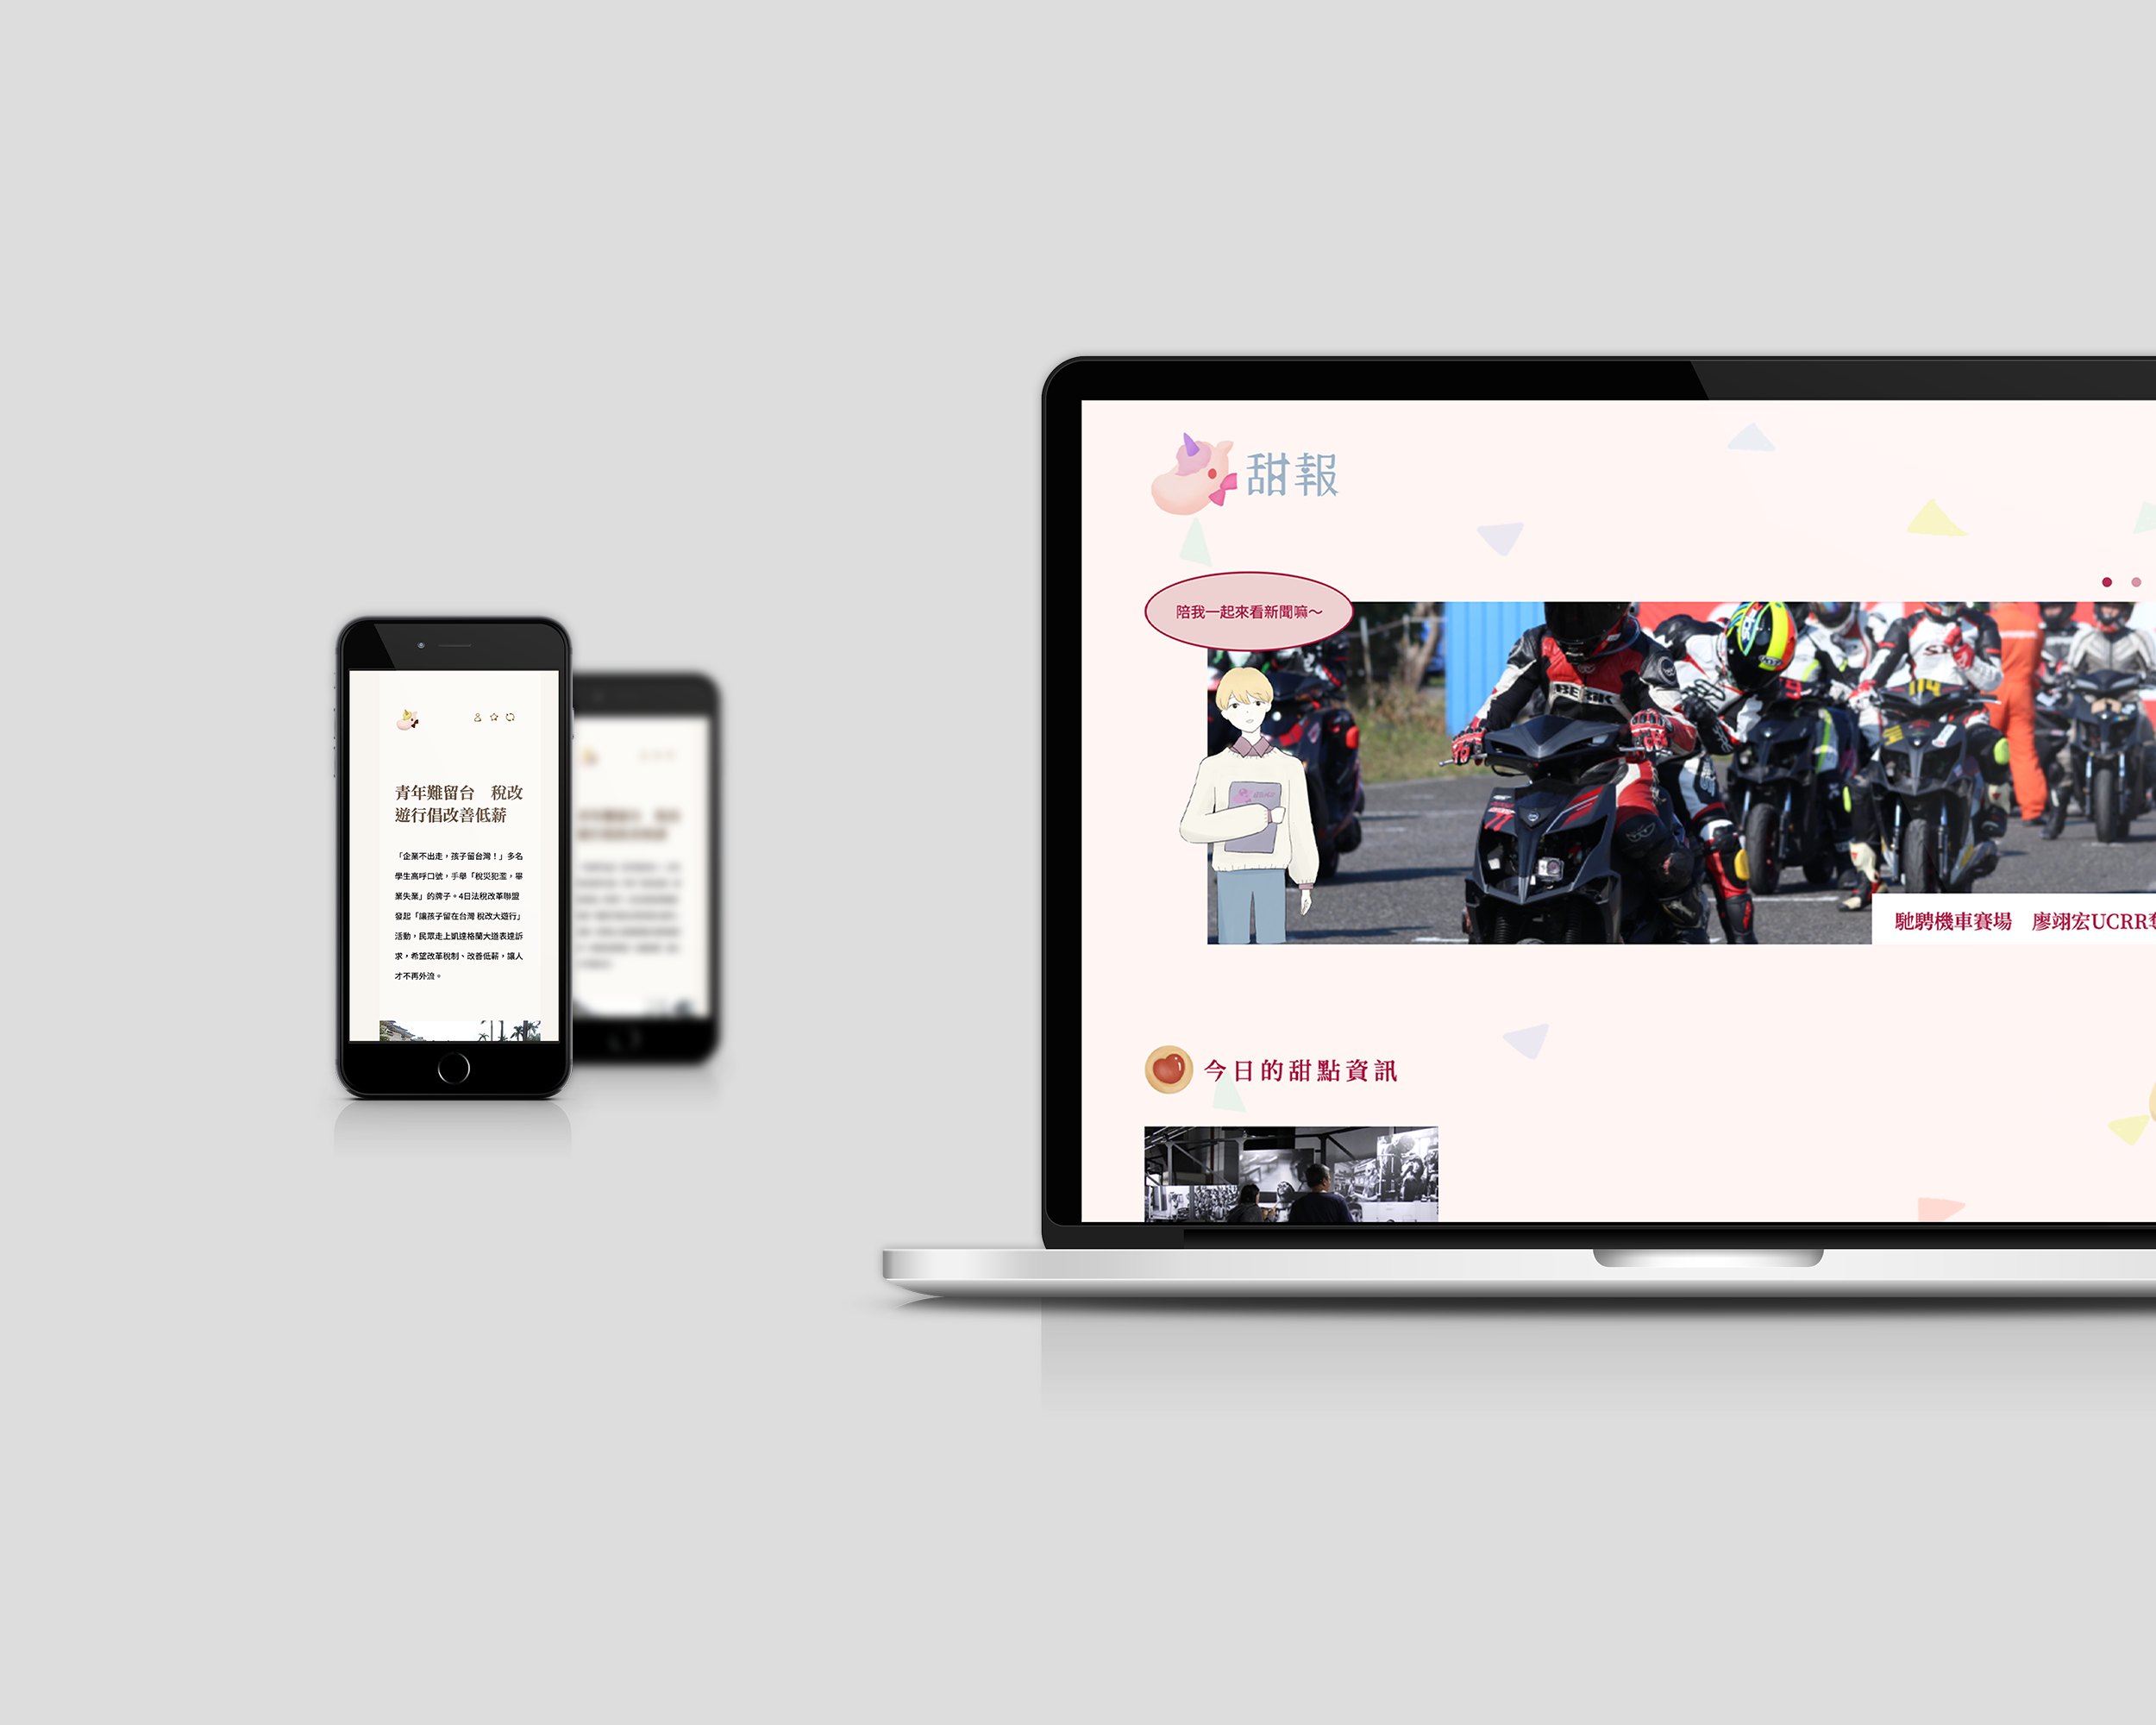 青年難留台　稅改
遊行倡改善低薪
「企業不出走，孩子留台灣！」多名
學生高呼口號，手舉「稅災犯濫，畢
業失業」的牌子。4日法稅改革聯盟
發起「讓孩子留在台灣 稅改大遊行」
活動，民眾走上凱達格蘭大道表達訴
求，希望改革稅制、改善低薪，讓人
才不再外流。
甜報
陪我一起來看新聞嘛～
BERIK
114
馳騁機車賽場　廖翊宏UCRR
今日的甜點資訊